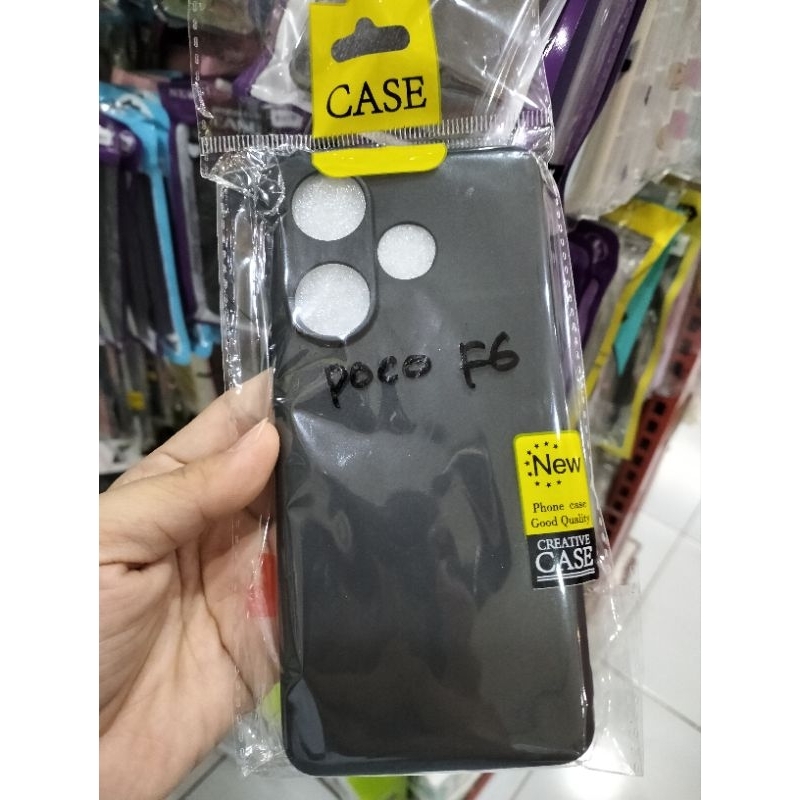 CASE
poco F6
New
Phone case
Good Quality
CREATIVE
CASE